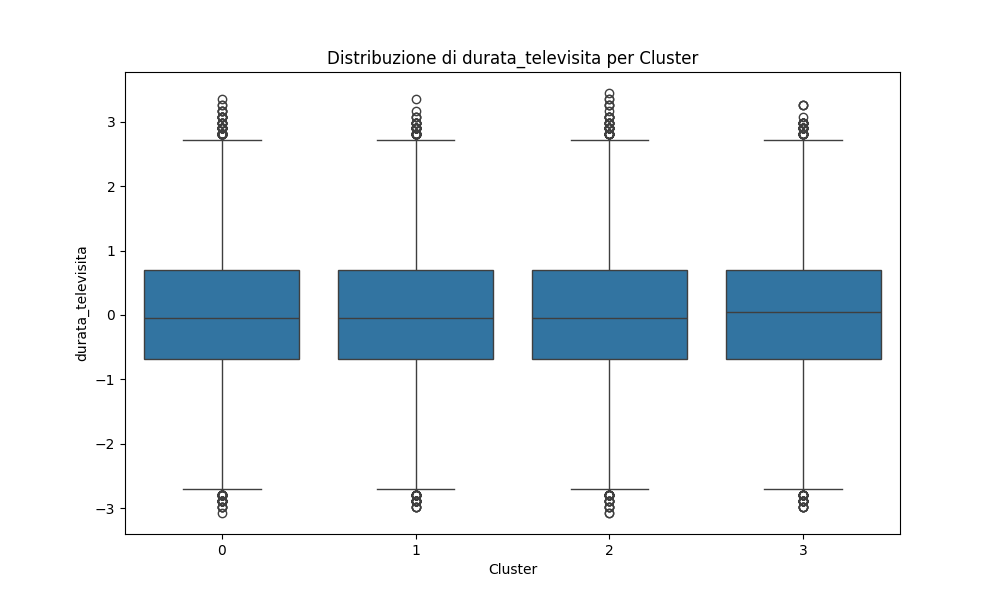 Distribuzione di durata_televisita per Cluster
3
2
1
0
−1
−2
−3
durata_televisita
0 1 2 3
Cluster